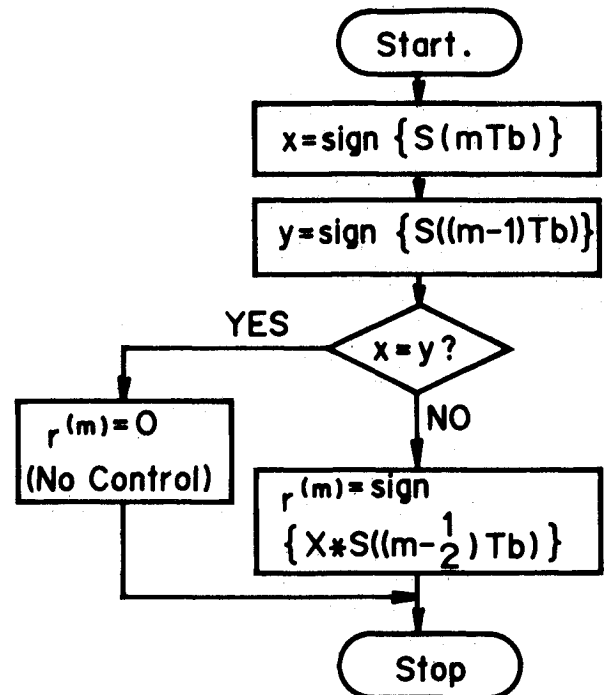 Start.
x=sign {S(mTb)}
y=sign {S((m-1)Tb)}
x=y?
YES
NO
r(m)=0
(No Control)
r(m)=sign
{X*S((m-1/2)Tb)}
Stop